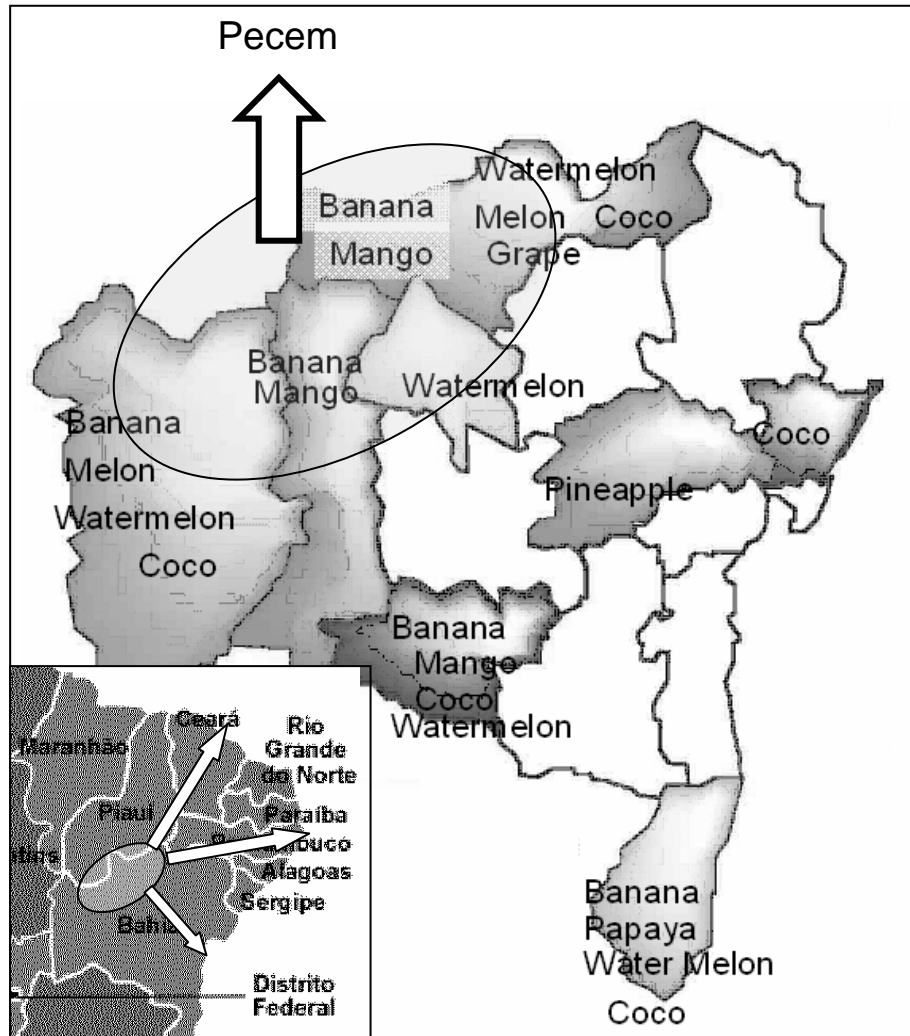 Pecem
Watermelon
Banana
Melon
Coco
Mango
Grape
Banana
Mango
Watermelon
Banana
Coco
Melon
Pineapple
Watermelon
Coco
Banana
Mango
Coco
Watermelon
Ceará
Rio
Grande
do Norte
Maranhão
Piauí
Paraíba
Alagoas
Sergipe
Bahia
Distrito
Federal
Banana
Papaya
Water Melon
Coco